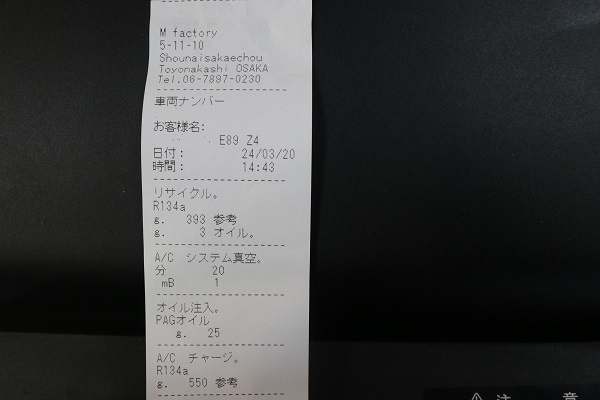 M factory
5-11-10
Shounaisakaechou
Toyonakashi OSAKA
Tel.06-7897-0230
車両ナンバー
お客様名:
E89 Z4
日付: 24/03/20
時間: 14:43
リサイクル。
R134a
g. 393 参考
g. 3 オイル。
A/C システム真空。
分 20
mB 1
オイル注入。
PAGオイル
g. 25
A/C チャージ。
R134a
g. 550 参考
注 意